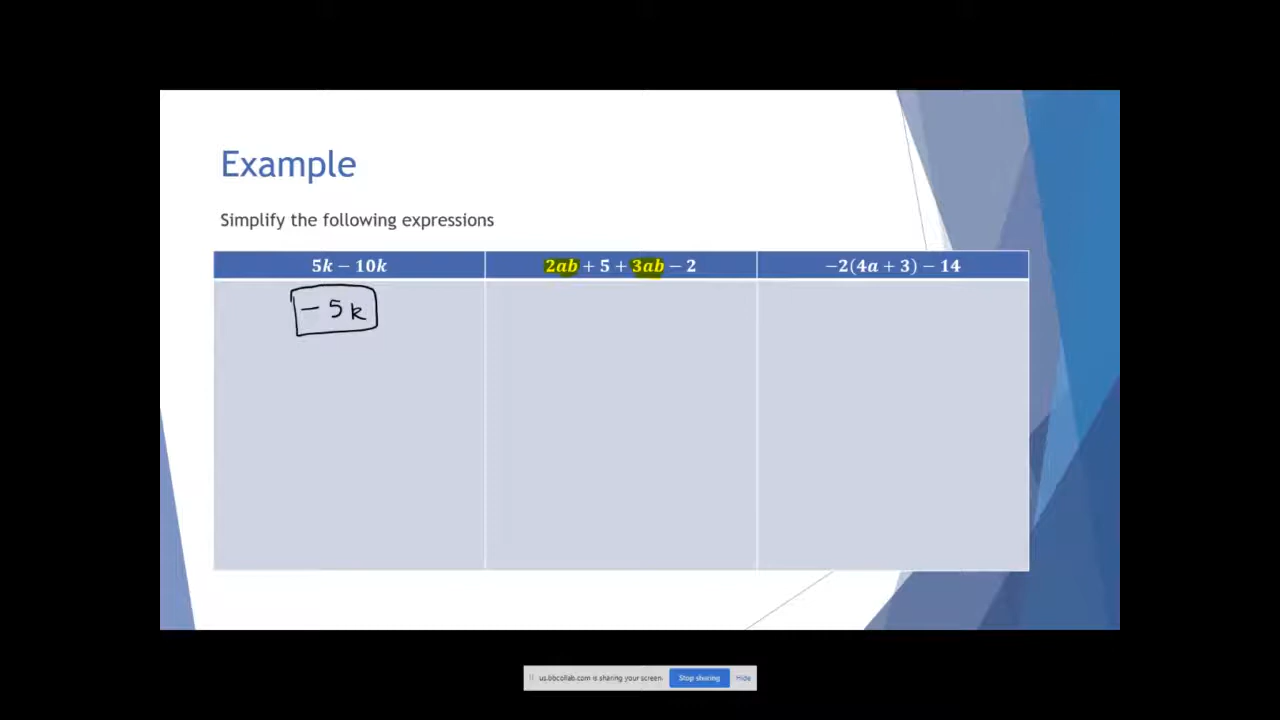 Example
Simplify the following expressions
5k − 10k
2ab + 5 + 3ab − 2
−2(4a + 3) − 14
− 5k
us.bbcollab.com is sharing your screen.
Stop sharing
Hide